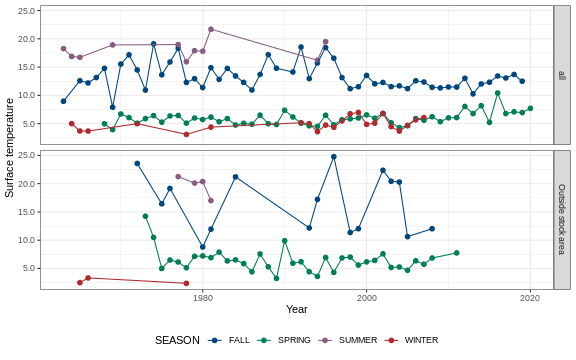 Surface temperature
25.0
20.0
15.0
10.0
5.0
all
25.0
20.0
15.0
10.0
5.0
Outside stock area
1980
2000
2020
Year
SEASON FALL SPRING SUMMER WINTER